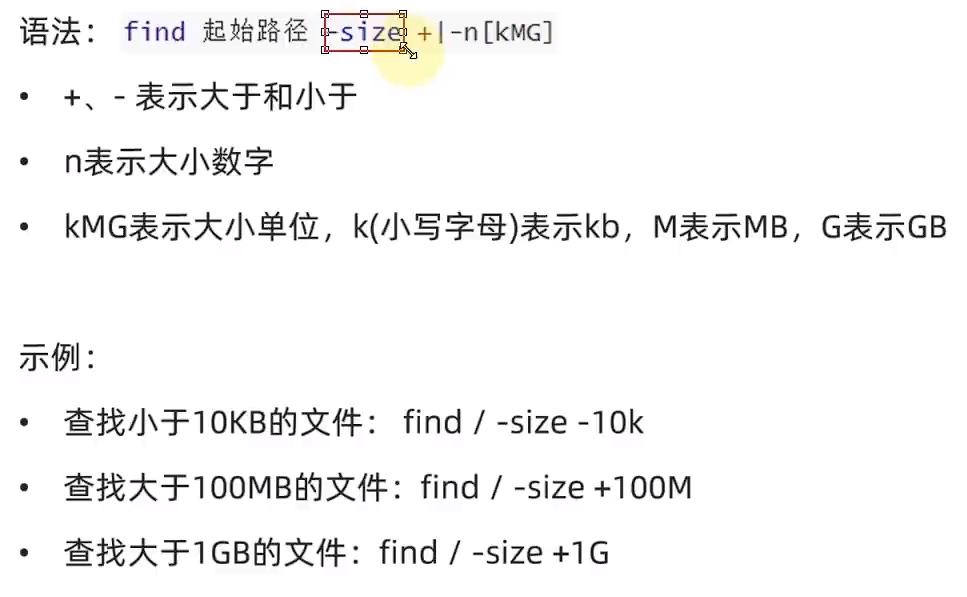 语法： find 起始路径 -size +|-n[kMG]
• +、- 表示大于和小于
• n表示大小数字
• kMG表示大小单位，k(小写字母)表示kb，M表示MB，G表示GB
示例：
• 查找小于10KB的文件： find / -size -10k
• 查找大于100MB的文件：find / -size +100M
• 查找大于1GB的文件：find / -size +1G